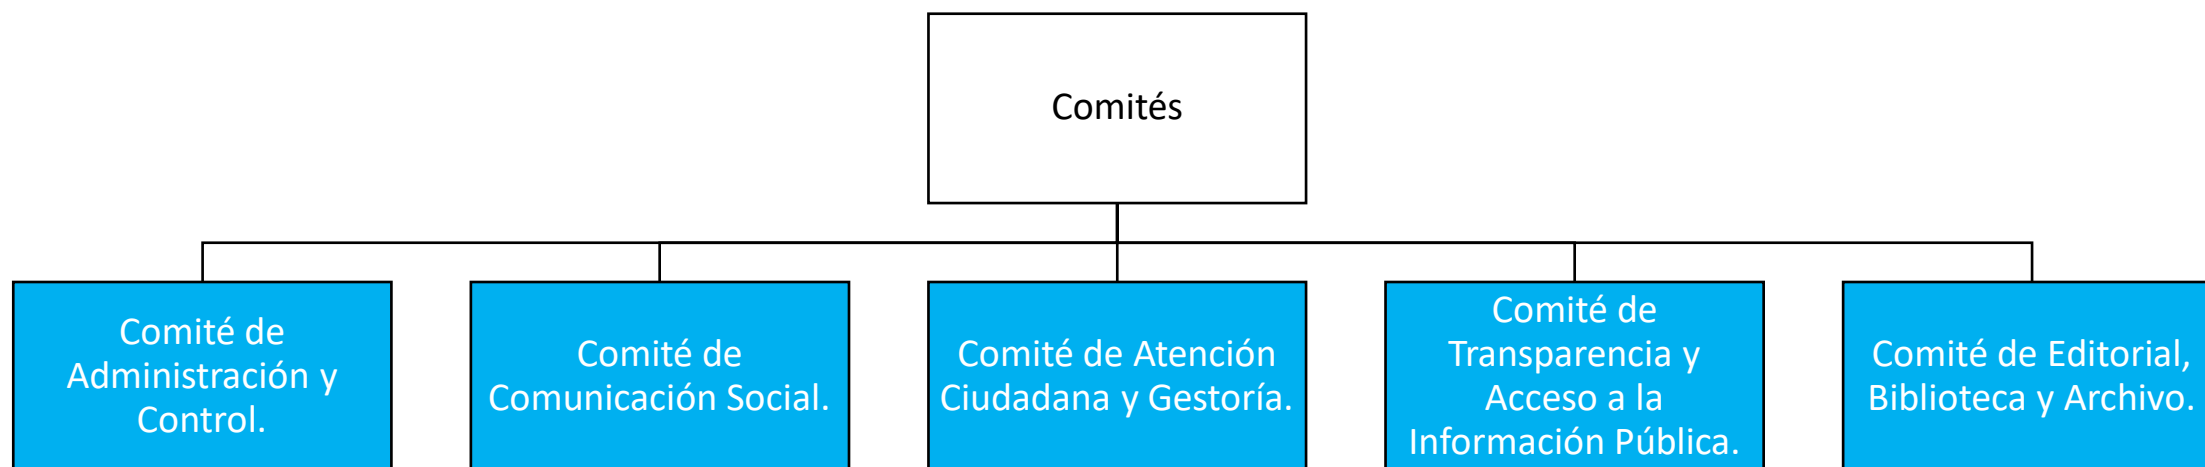 Comités
Comité de
Administración y
Control.
Comité de
Comunicación Social.
Comité de Atención
Ciudadana y Gestoría.
Comité de
Transparencia y
Acceso a la
Información Pública.
Comité de Editorial,
Biblioteca y Archivo.